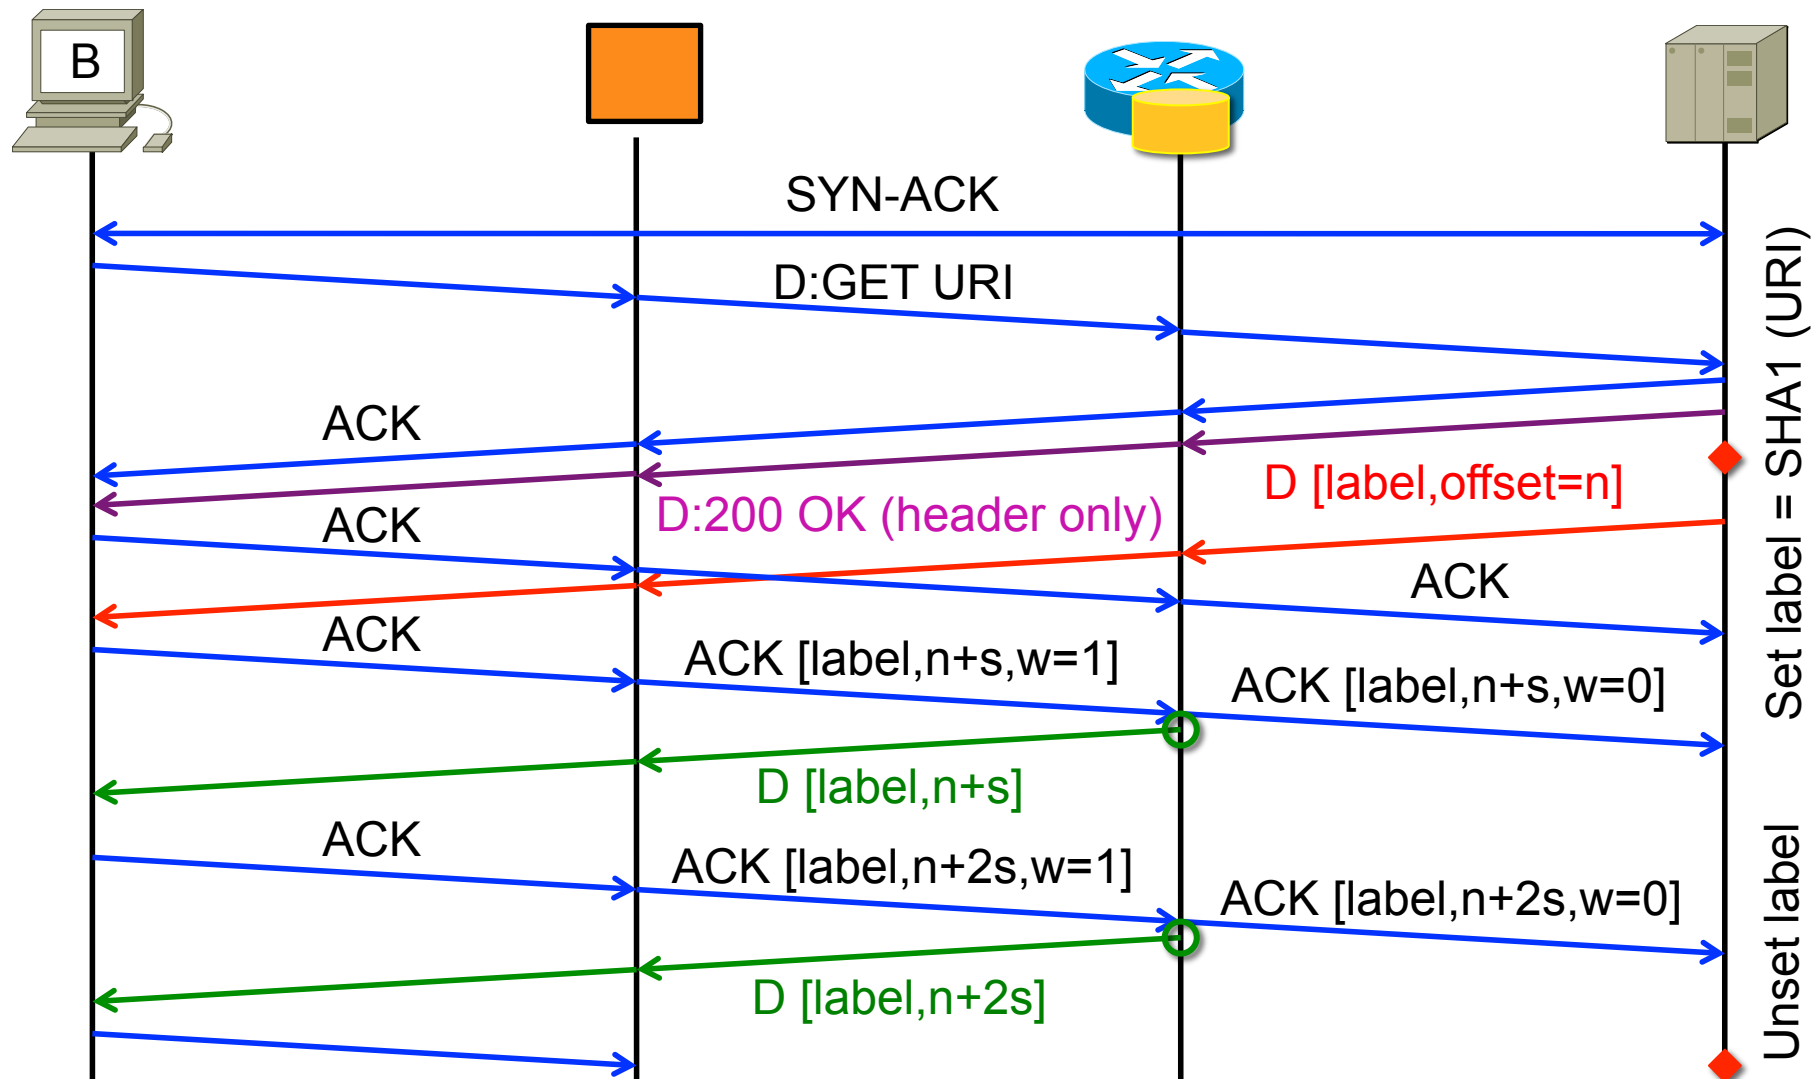 B
SYN-ACK
D:GET URI
ACK
D [label,offset=n]
D:200 OK (header only)
ACK
ACK
ACK
ACK [label,n+s,w=1]
ACK [label,n+s,w=0]
D [label,n+s]
ACK
ACK [label,n+2s,w=1]
ACK [label,n+2s,w=0]
D [label,n+2s]
Set label = SHA1 (URI)
Unset label